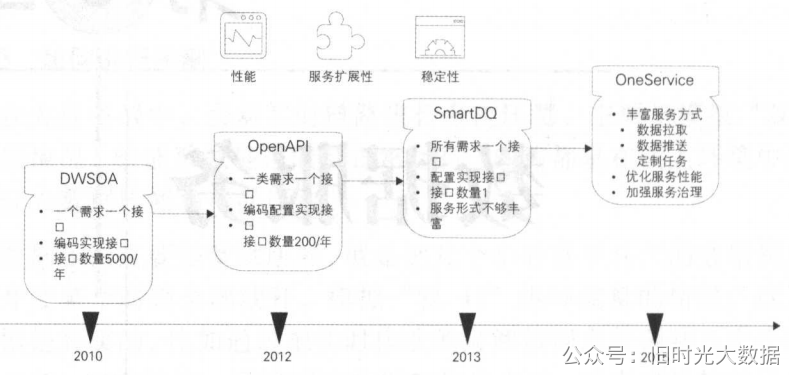 性能
服务扩展性
稳定性
DWSOA
• 一个需求一个接
口
• 编码实现接口
• 接口数量5000/
年
OpenAPI
• 一类需求一个接
口
编码配置实现接
• 口
接口数量200/年
SmartDQ
• 所有需求一个接
口
• 配置实现接口
接口数量1
• 服务形式不够丰
富
OneService
• 丰富服务方式
• 数据拉取
• 数据推送
• 定制任务
• 优化服务性能
• 加强服务治理
2010
2012
2013
公众号:旧时光大数据